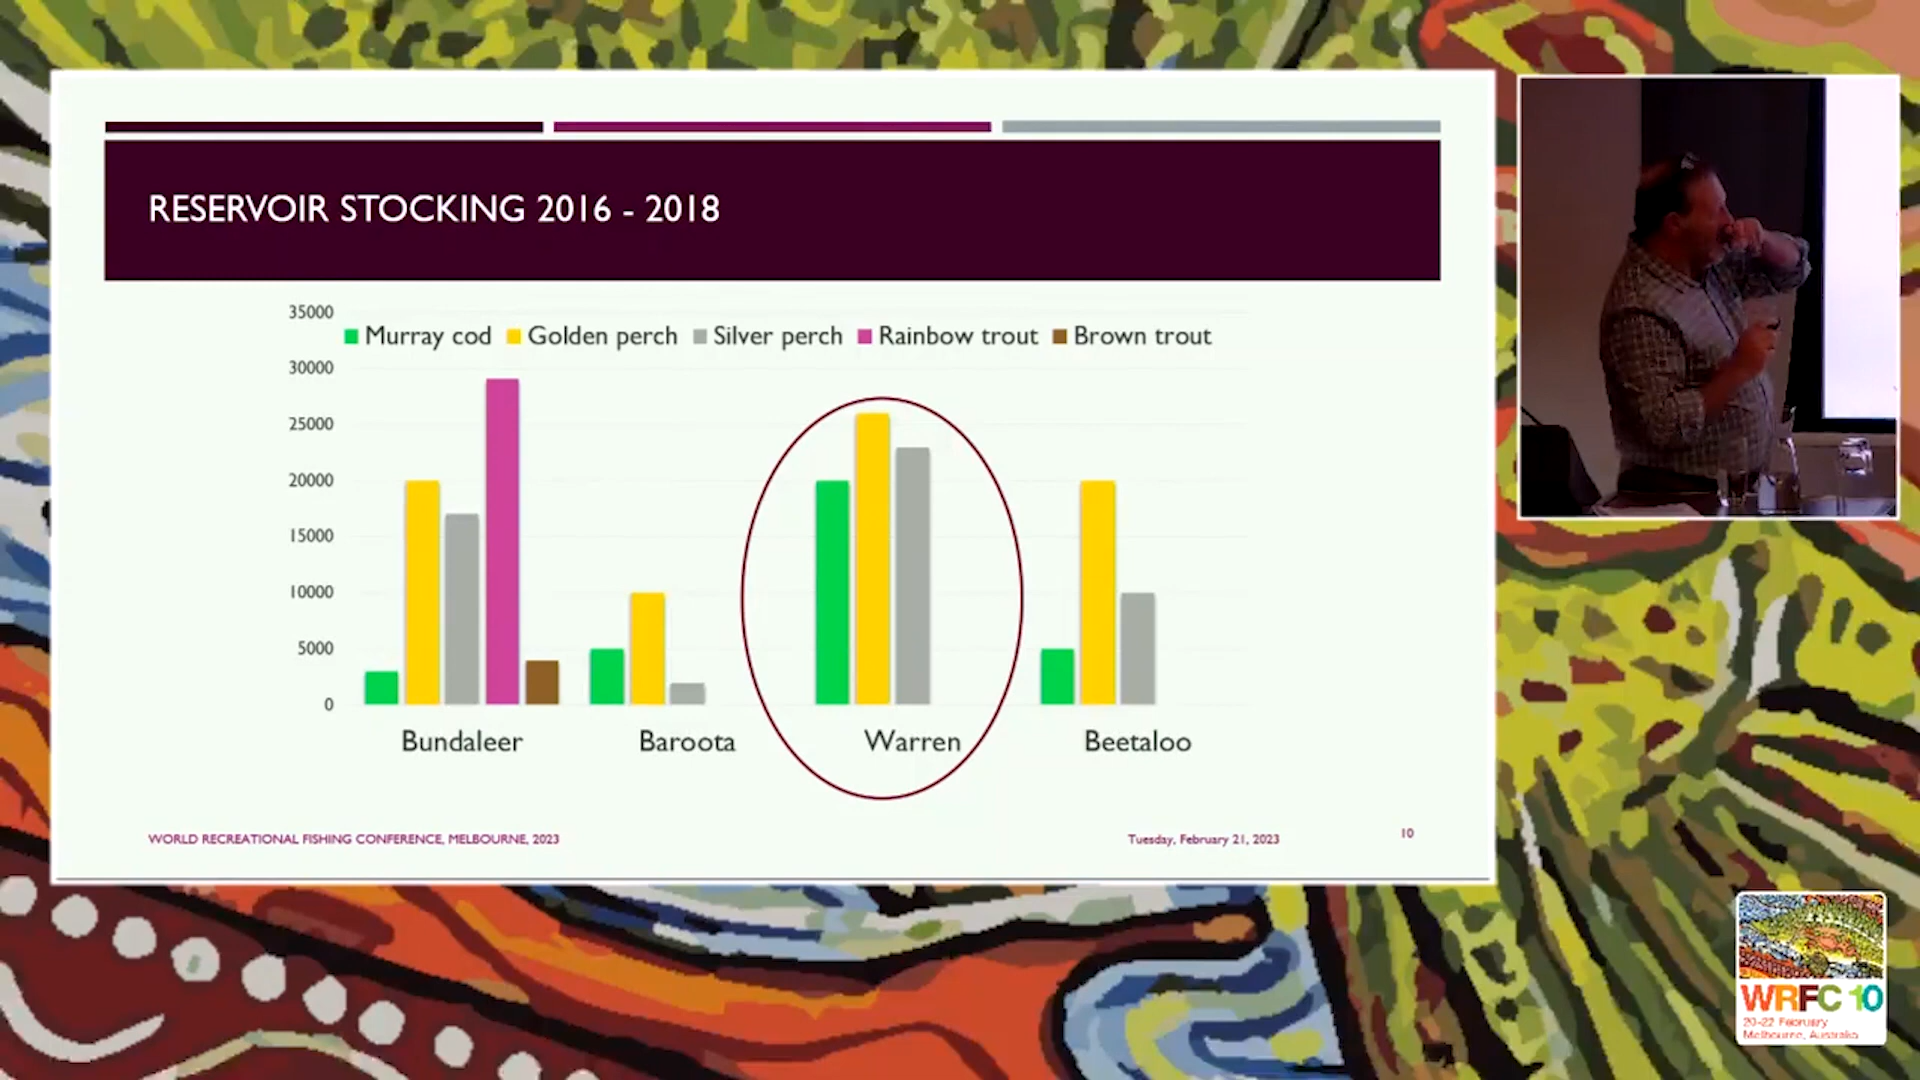 RESERVOIR STOCKING 2016 - 2018
35000
Murray cod Golden perch Silver perch Rainbow trout Brown trout
30000
25000
20000
15000
10000
5000
0
Bundaleer Baroota Warren Beetaloo
WORLD RECREATIONAL FISHING CONFERENCE, MELBOURNE, 2023 Tuesday, February 21, 2023 10
WRFC 10
20-22 February
Melbourne, Australia